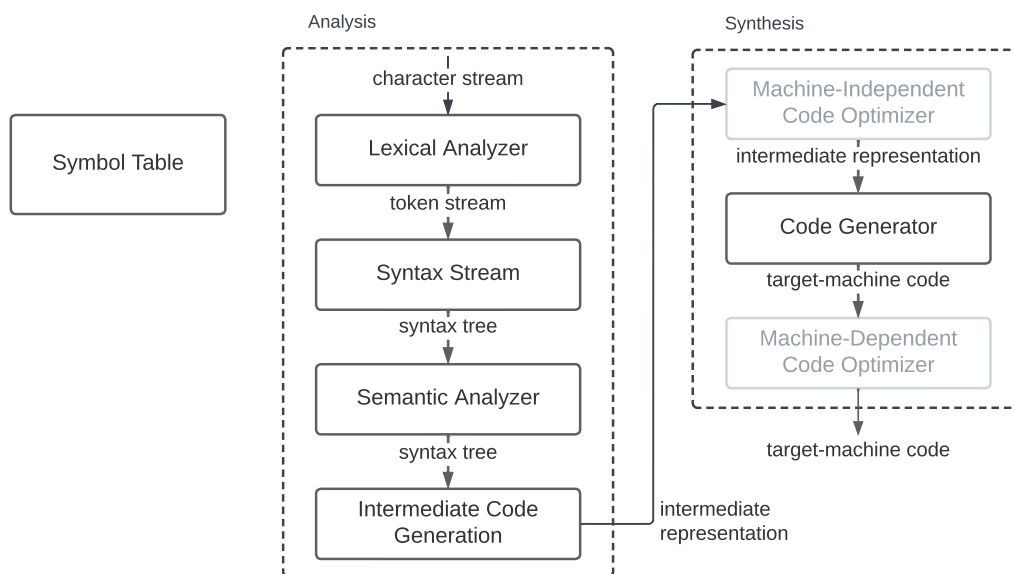 Analysis
Synthesis
Symbol Table
character stream
Lexical Analyzer
token stream
Syntax Stream
syntax tree
Semantic Analyzer
syntax tree
Intermediate Code
Generation
intermediate
representation
Machine-Independent
Code Optimizer
intermediate representation
Code Generator
target-machine code
Machine-Dependent
Code Optimizer
target-machine code